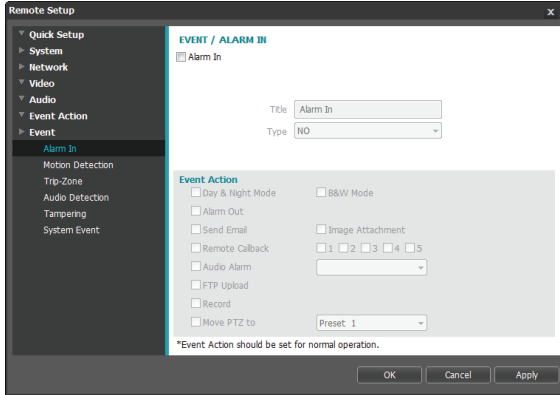 Remote Setup
x
Quick Setup
System
Network
Video
Audio
Event Action
Event
Alarm In
Motion Detection
Trip-Zone
Audio Detection
Tampering
System Event
EVENT / ALARM IN
Alarm In
Title Alarm In
Type NO
Event Action
Day & Night Mode B&W Mode
Alarm Out
Send Email Image Attachment
Remote Callback 1 2 3 4 5
Audio Alarm
FTP Upload
Record
Move PTZ to Preset 1
*Event Action should be set for normal operation.
OK Cancel Apply